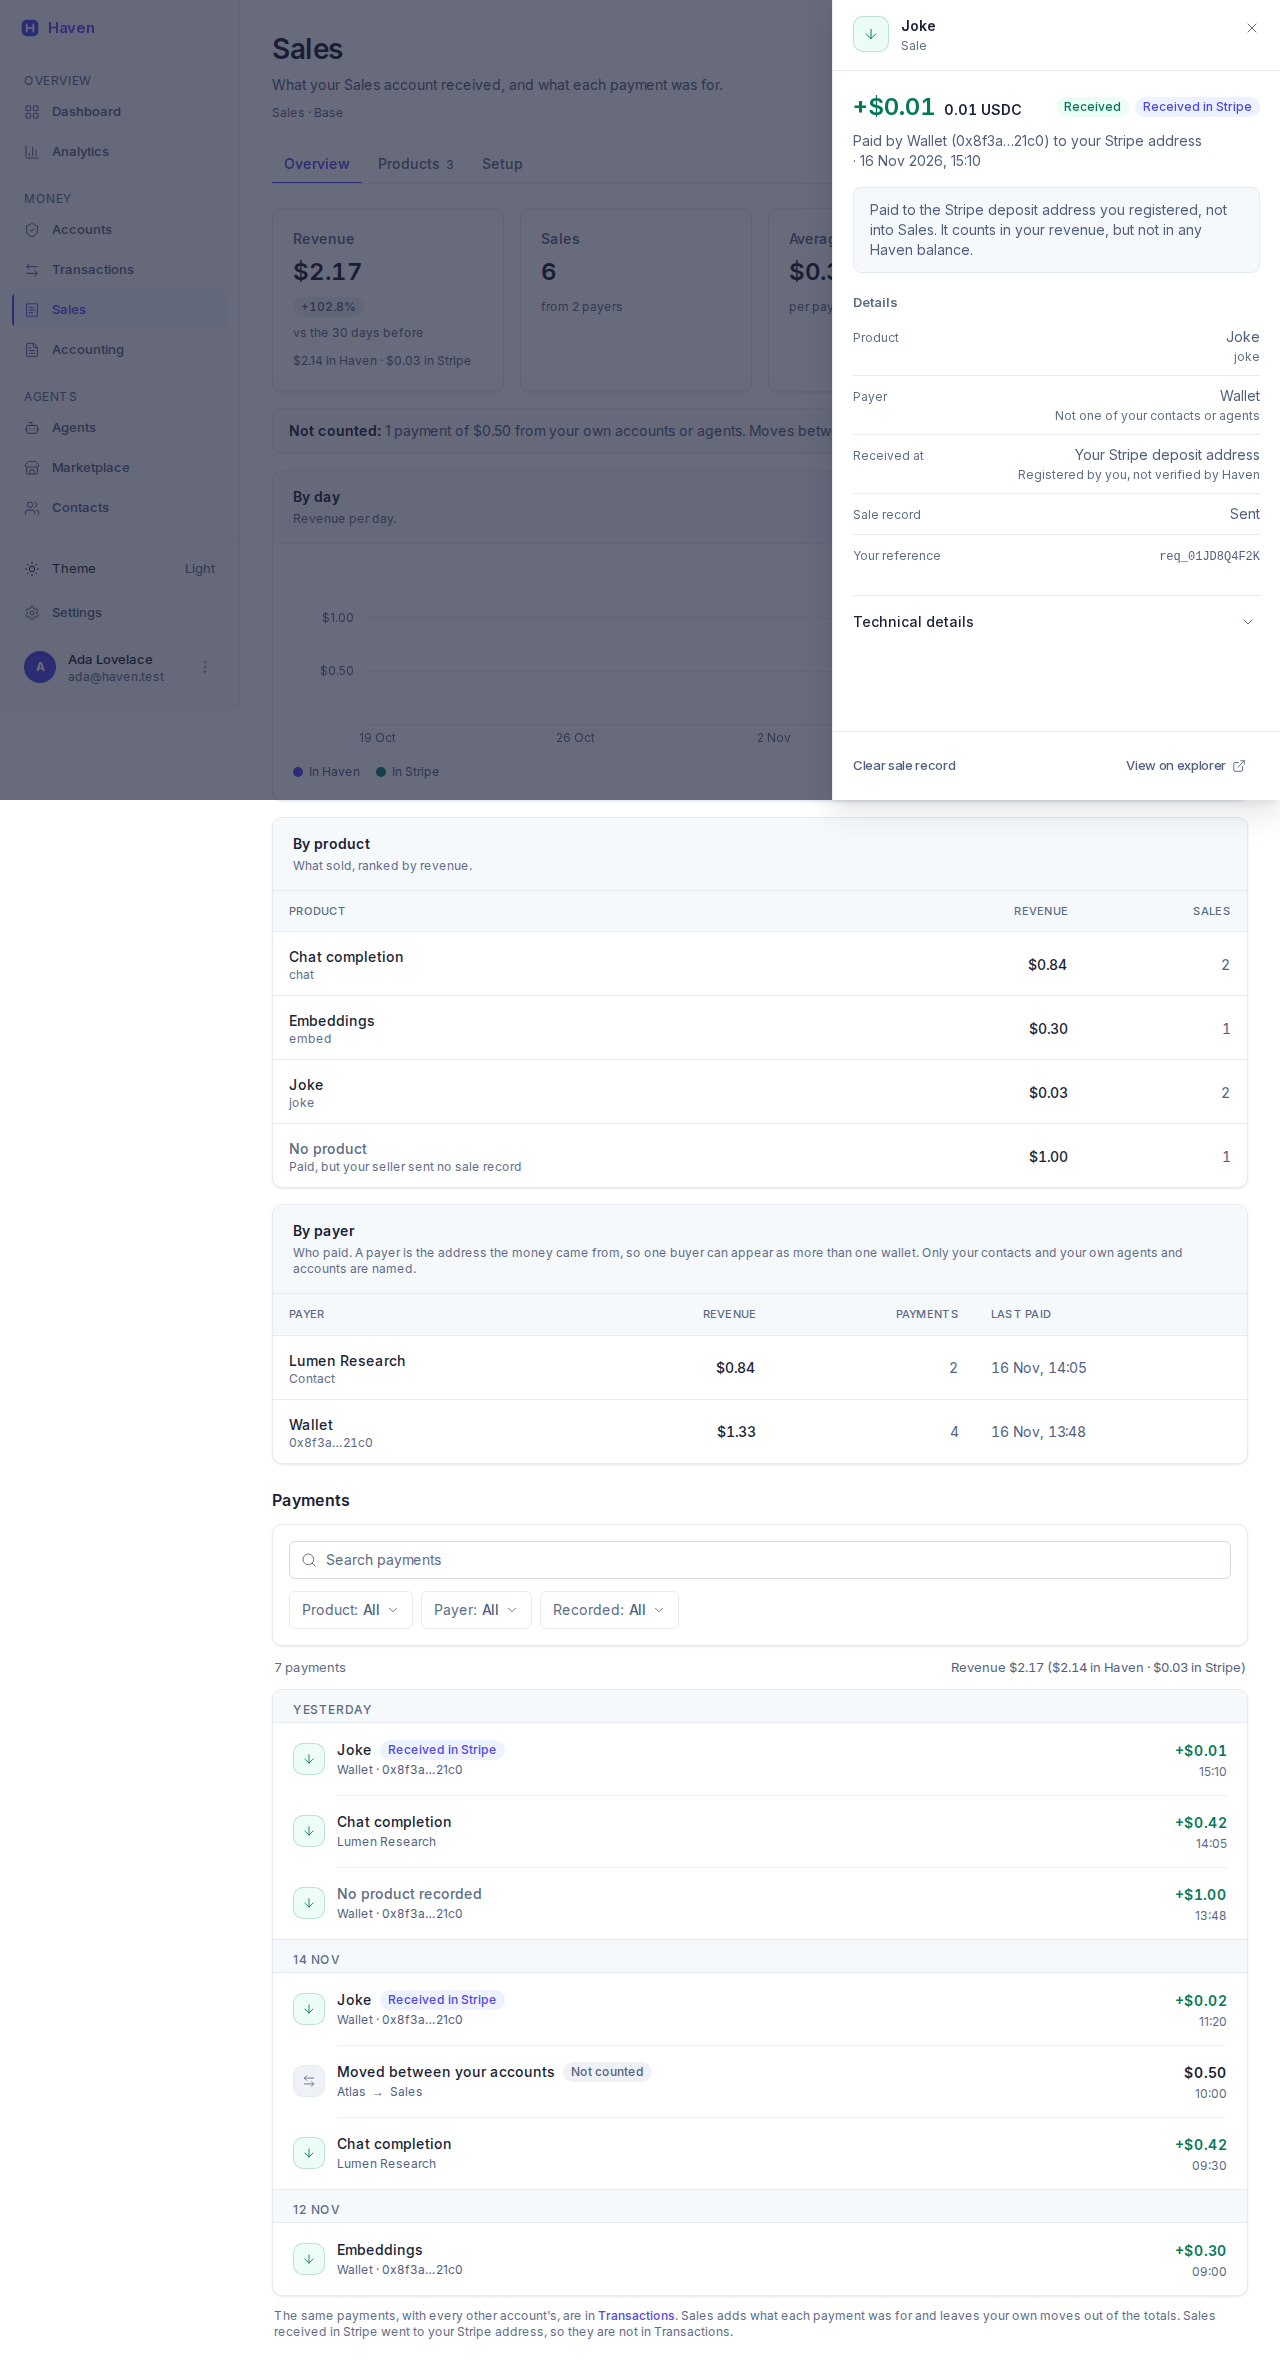 Haven
OVERVIEW
Dashboard
Analytics
MONEY
Accounts
Transactions
Sales
Accounting
AGENTS
Agents
Marketplace
Contacts
Theme Light
Settings
A
Ada Lovelace
ada@haven.test
Sales
What your Sales account received, and what each payment was for.
Sales · Base
Overview Products 3 Setup
Revenue
$2.17
+102.8%
vs the 30 days before
$2.14 in Haven · $0.03 in Stripe
Sales
6
from 2 payers
Not counted: 1 payment of $0.50 from your own accounts or agents. Moves
By day
Revenue per day.
$1.00
$0.50
19 Oct 26 Oct 2 Nov
In Haven In Stripe
Joke
Sale
+$0.01 0.01 USDC Received Received in Stripe
Paid by Wallet (0x8f3a...21c0) to your Stripe address
· 16 Nov 2026, 15:10
Paid to the Stripe deposit address you registered, not
into Sales. It counts in your revenue, but not in any
Haven balance.
Details
Product Joke
joke
Payer Wallet
Not one of your contacts or agents
Received at Your Stripe deposit address
Registered by you, not verified by Haven
Sale record Sent
Your reference req_01JD8Q4F2K
Technical details
Clear sale record View on explorer
By product
What sold, ranked by revenue.
PRODUCT REVENUE SALES
Chat completion $0.84 2
chat
Embeddings $0.30 1
embed
Joke $0.03 2
joke
No product $1.00 1
Paid, but your seller sent no sale record
By payer
Who paid. A payer is the address the money came from, so one buyer can appear as more than one wallet. Only your contacts and your own agents and
accounts are named.
PAYER REVENUE PAYMENTS LAST PAID
Lumen Research $0.84 2 16 Nov, 14:05
Contact
Wallet $1.33 4 16 Nov, 13:48
0x8f3a...21c0
Payments
Search payments
Product: All Payer: All Recorded: All
7 payments Revenue $2.17 ($2.14 in Haven · $0.03 in Stripe)
YESTERDAY
Joke Received in Stripe +$0.01
Wallet · 0x8f3a...21c0 15:10
Chat completion +$0.42
Lumen Research 14:05
No product recorded +$1.00
Wallet · 0x8f3a...21c0 13:48
14 NOV
Joke Received in Stripe +$0.02
Wallet · 0x8f3a...21c0 11:20
Moved between your accounts Not counted $0.50
Atlas → Sales 10:00
Chat completion +$0.42
Lumen Research 09:30
12 NOV
Embeddings +$0.30
Wallet · 0x8f3a...21c0 09:00
The same payments, with every other account's, are in Transactions. Sales adds what each payment was for and leaves your own moves out of the totals. Sales
received in Stripe went to your Stripe address, so they are not in Transactions.